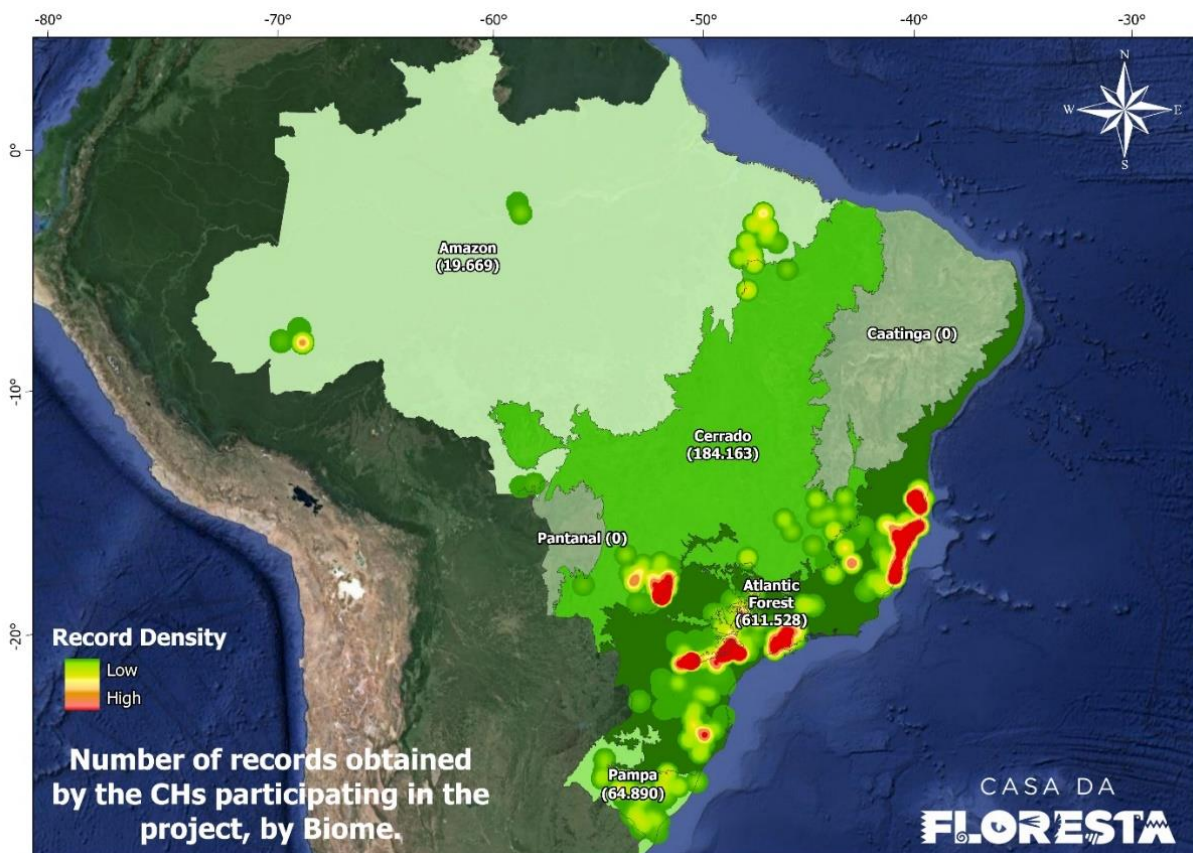 -80°
-70°
-60°
-50°
-40°
-30°
N
W
E
S
0°
-10°
-20°
Amazon
(19.669)
Caatinga (0)
Cerrado
(184.163)
Pantanal (0)
Atlantic
Forest
(611.528)
Pampa
(64.890)
Record Density
Low
High
Number of records obtained
by the CHs participating in the
project, by Biome.
CASA DA
FLORESTA